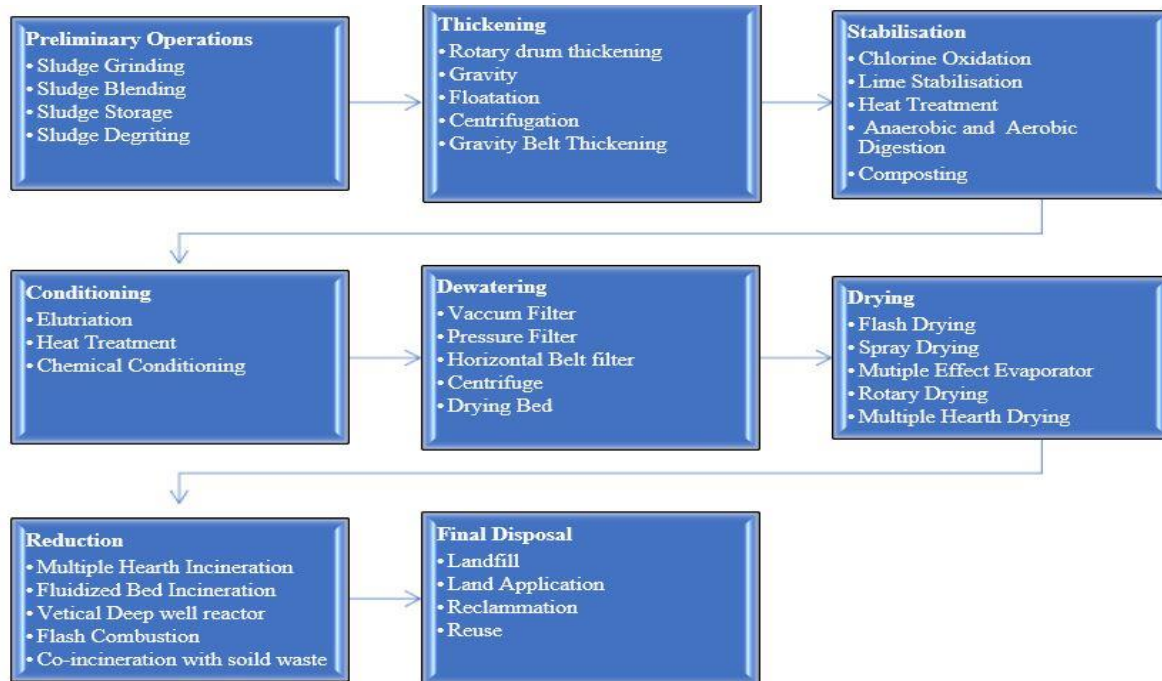 Preliminary Operations
• Sludge Grinding
• Sludge Blending
• Sludge Storage
• Sludge Degriting
Thickening
• Rotary drum thickening
• Gravity
• Floatation
• Centrifugation
• Gravity Belt Thickening
Stabilisation
• Chlorine Oxidation
• Lime Stabilisation
• Heat Treatment
• Anaerobic and Aerobic
Digestion
• Composting
Conditioning
• Elutriation
• Heat Treatment
• Chemical Conditioning
Dewatering
• Vaccum Filter
• Pressure Filter
• Horizontal Belt filter
• Centrifuge
• Drying Bed
Drying
• Flash Drying
• Spray Drying
• Mutiple Effect Evaporator
• Rotary Drying
• Multiple Hearth Drying
Reduction
• Multiple Hearth Incineration
• Fluidized Bed Incineration
• Vetical Deep well reactor
• Flash Combustion
• Co-incineration with soild waste
Final Disposal
• Landfill
• Land Application
• Reclammation
• Reuse